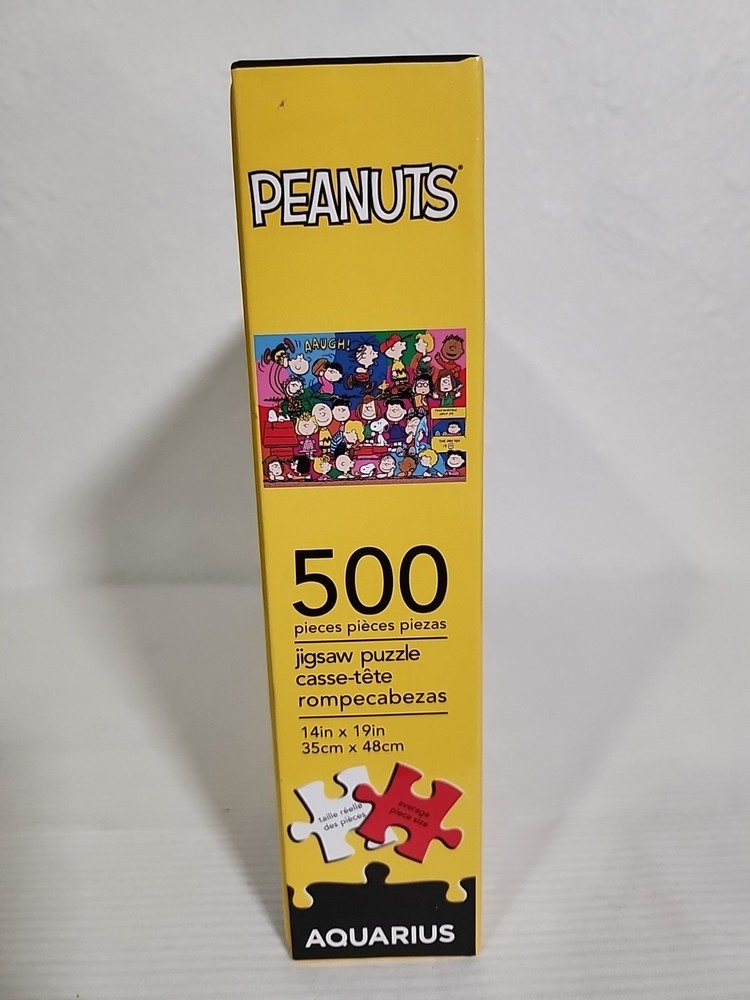 PEANUTS
AAUGH!
500
pieces pièces piezas
jigsaw puzzle
casse-tête
rompecabezas
14in x 19in
35cm x 48cm
taille réelle
des pièces
average
piece size
AQUARIUS